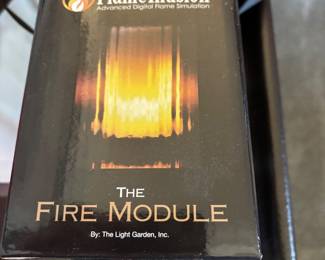 FlameIllusion
Advanced Digital Flame Simulation
THE
FIRE MODULE
By: The Light Garden, Inc.